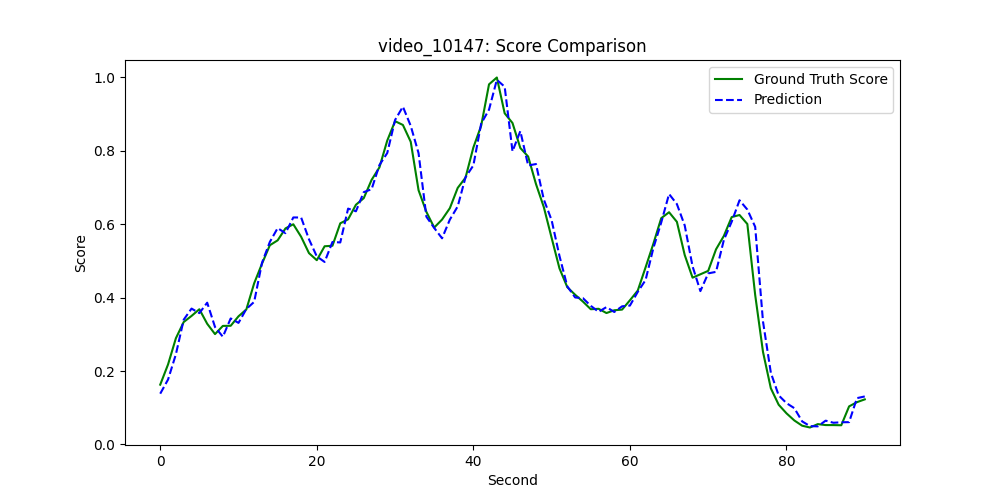 video_10147: Score Comparison
Ground Truth Score
Prediction
Score
1.0
0.8
0.6
0.4
0.2
0.0
0 20 40 60 80
Second